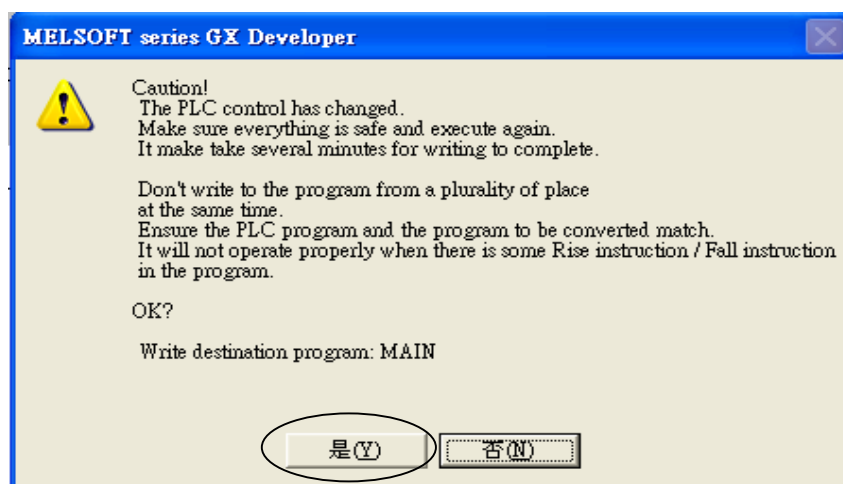 MELSOFT series GX Developer
Caution!
The PLC control has changed.
Make sure everything is safe and execute again.
It make take several minutes for writing to complete.
Don't write to the program from a plurality of place
at the same time.
Ensure the PLC program and the program to be converted match.
It will not operate properly when there is some Rise instruction / Fall instruction
in the program.
OK?
Write destination program: MAIN
是(Y) 否(N)